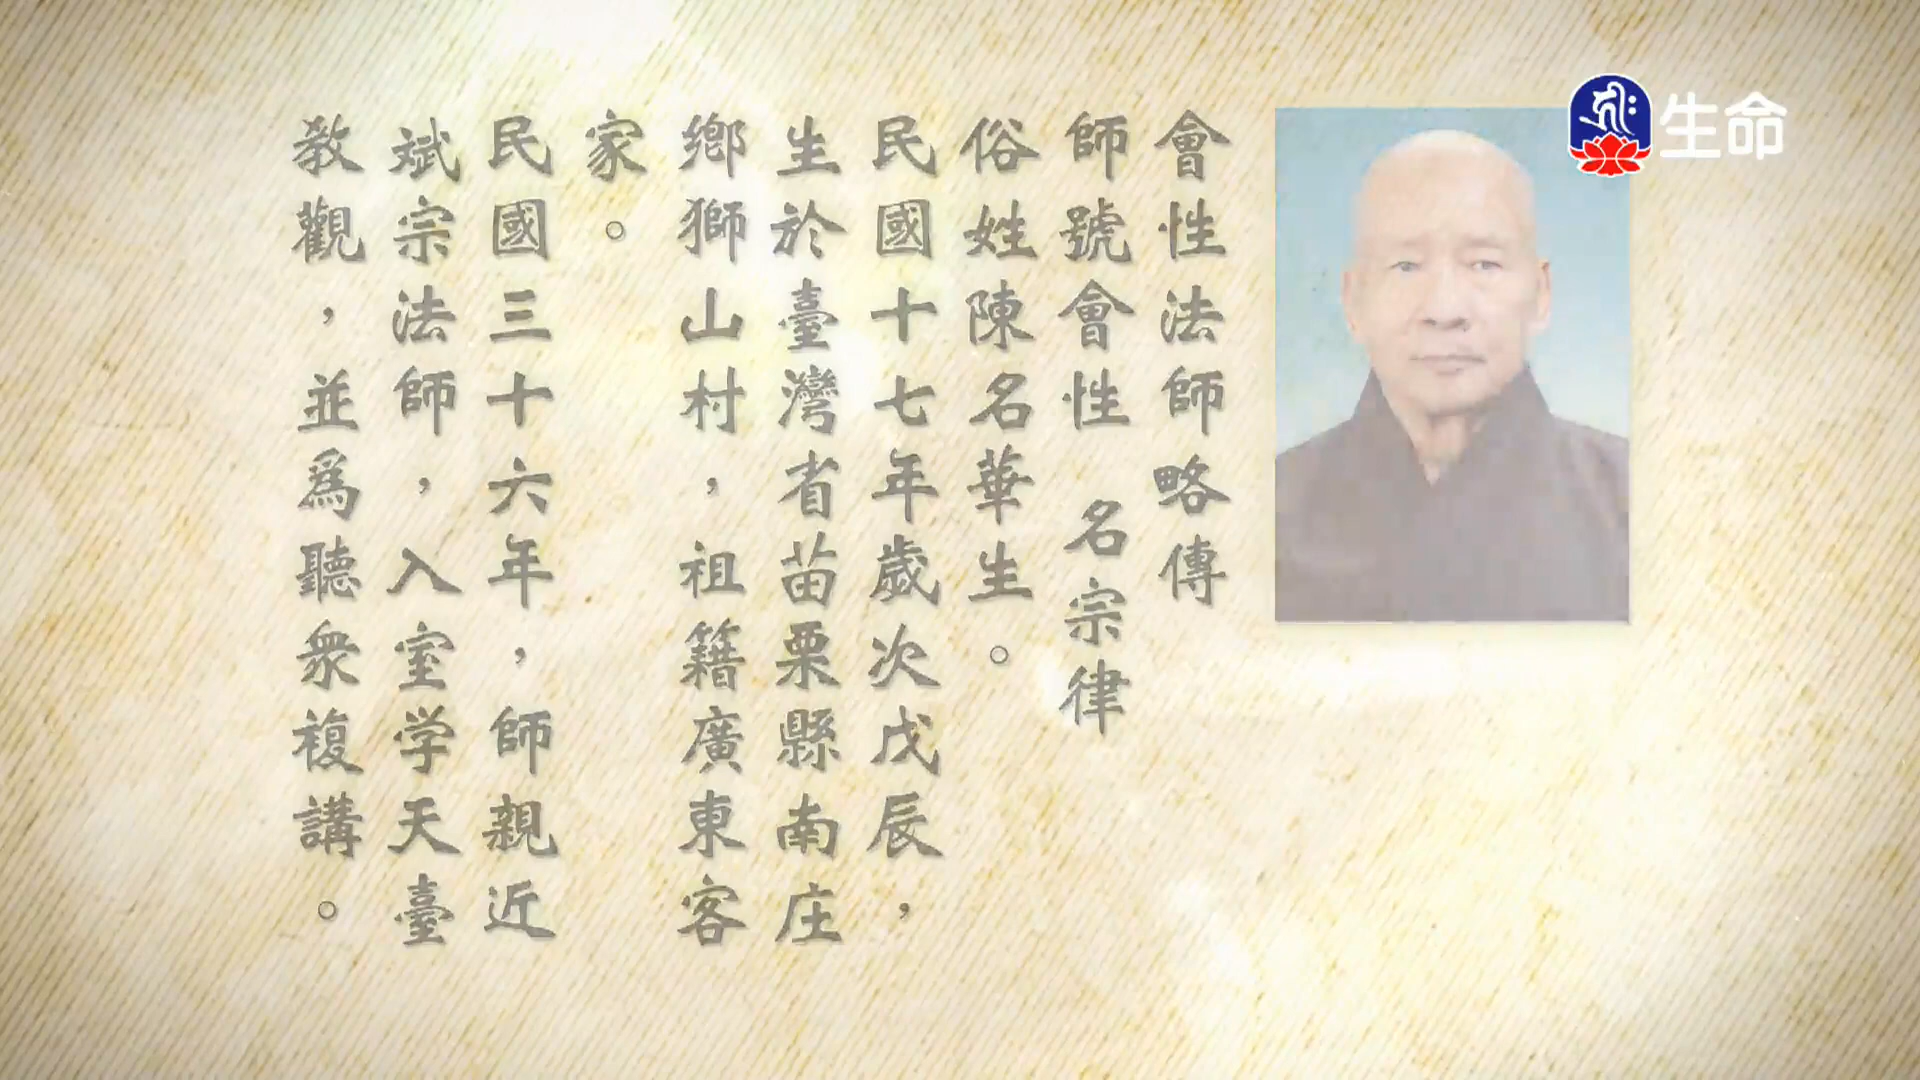 會性法師略傳
師號會性 名宗律
俗姓陳名華生。
民國十七年歲次戊辰，
生於臺灣省苗栗縣南庄
鄉獅山村，祖籍廣東客
家。
民國三十六年，師親近
斌宗法師，入室学天臺
教觀，並爲聽衆複講。
生命